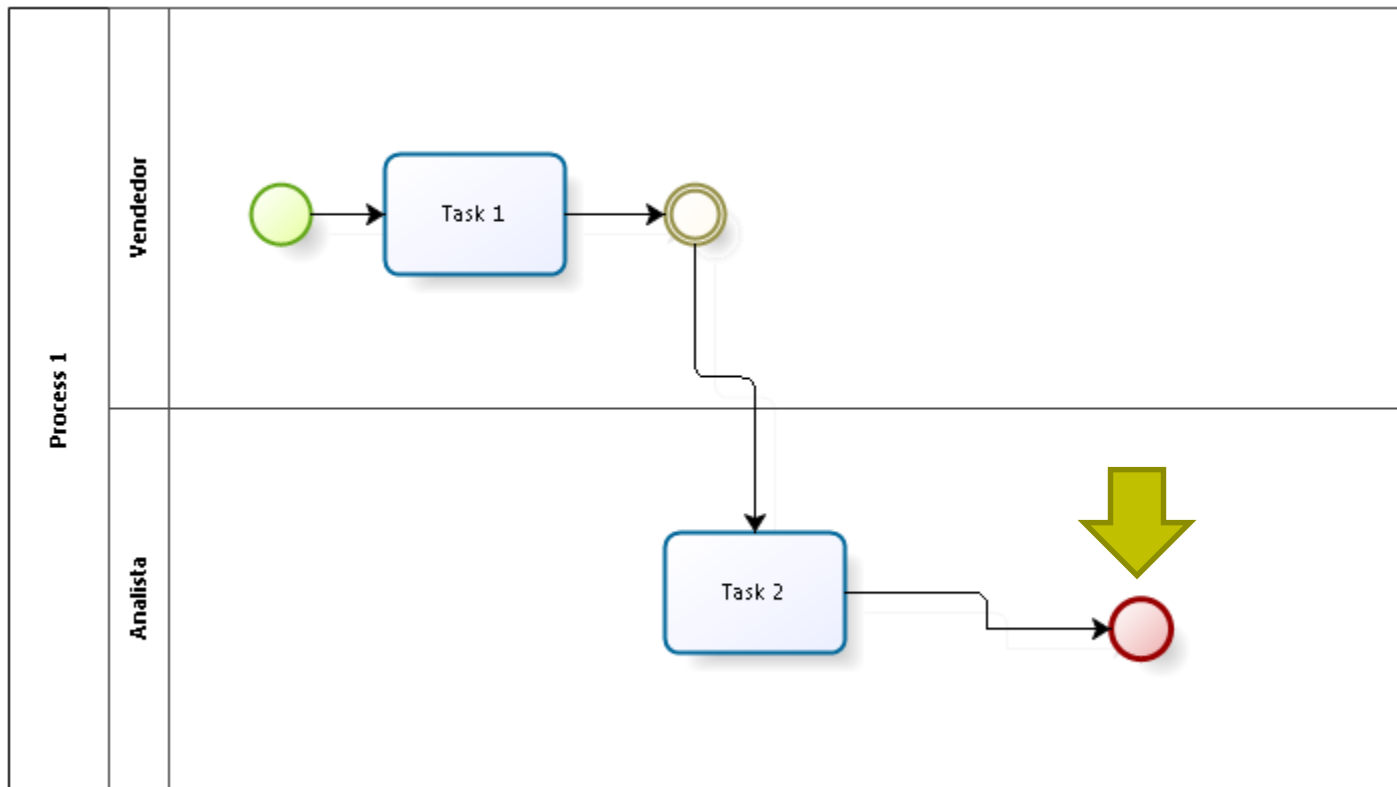 Process 1
Vendedor
Task 1
Analista
Task 2